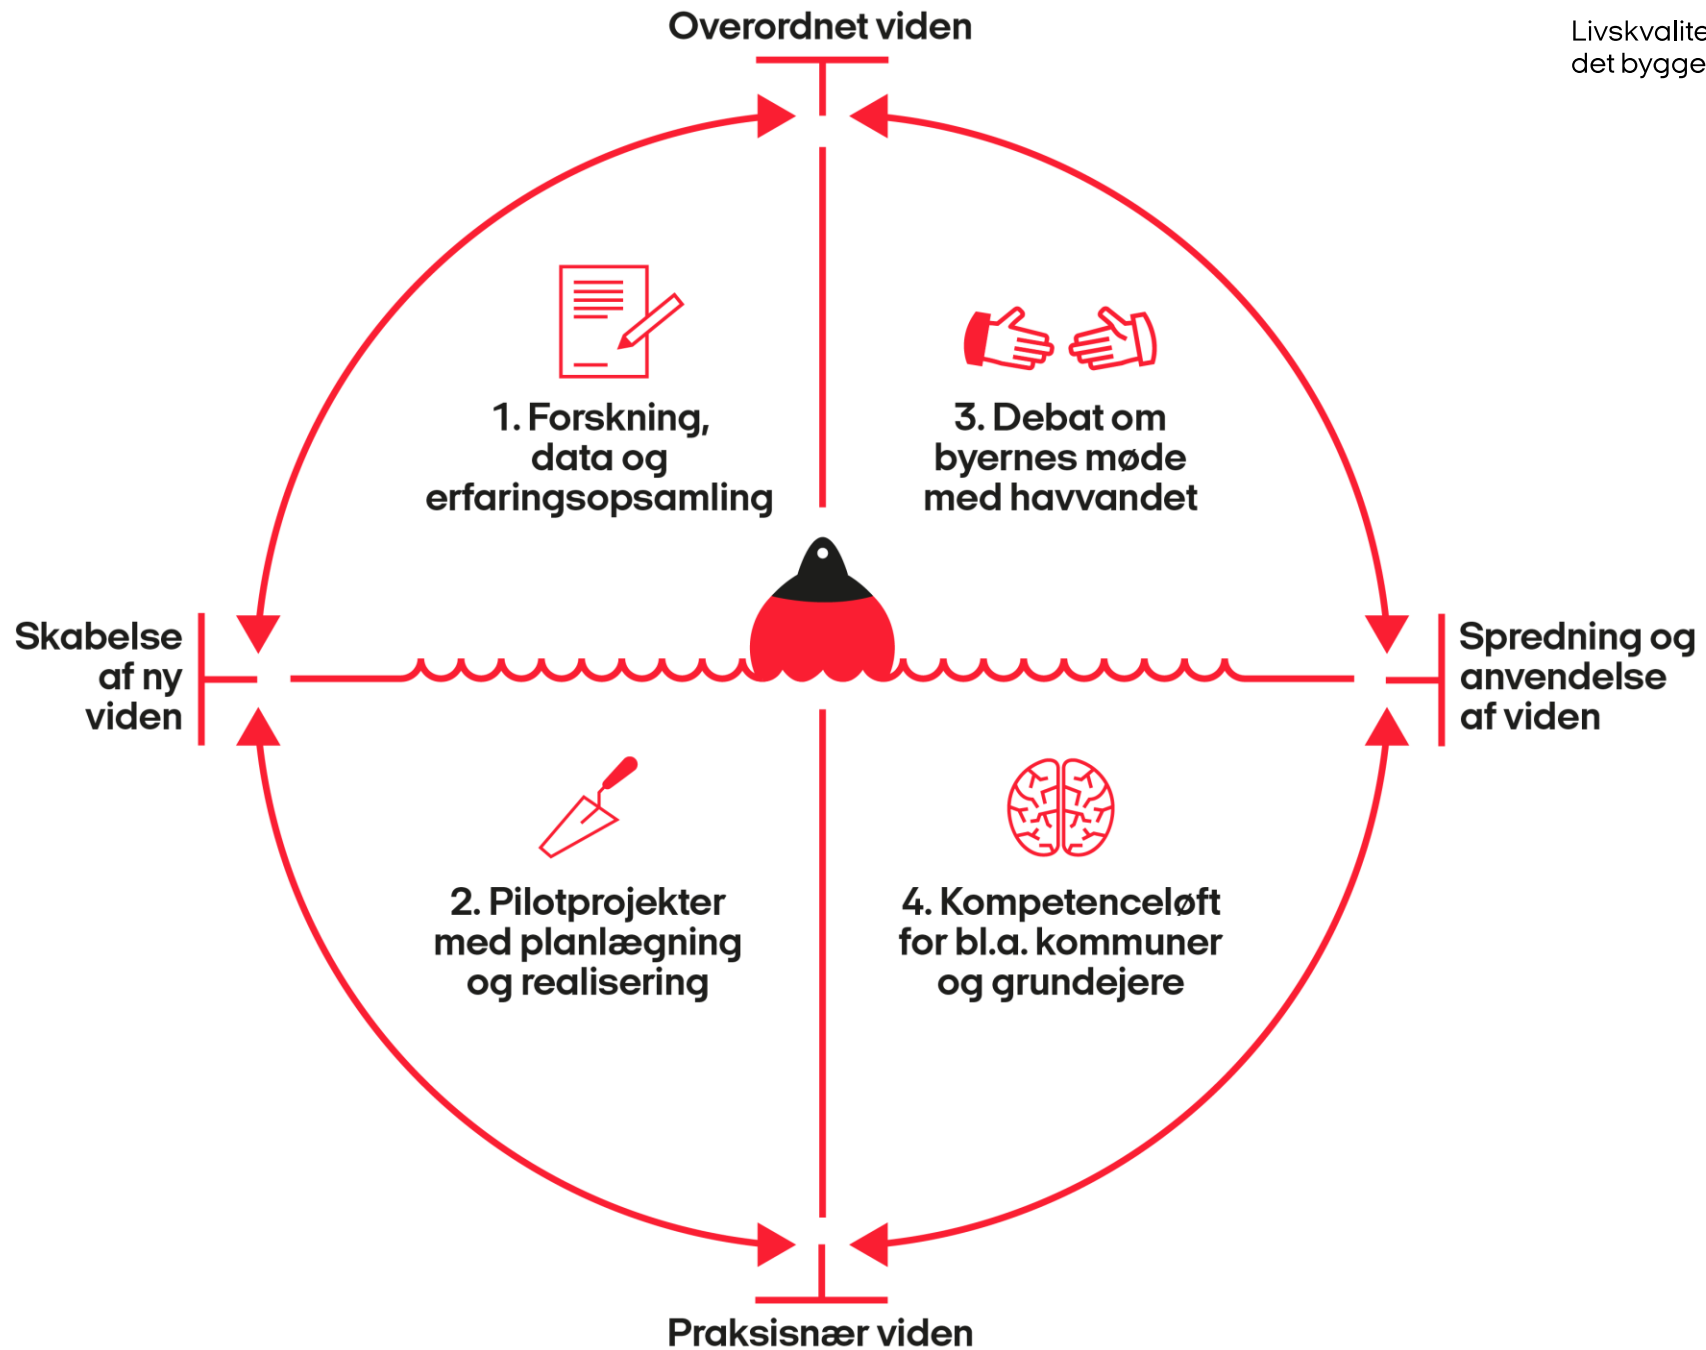 Overordnet viden
det bygge
1. Forskning,
data og
erfaringsopsamling
3. Debat om
byernes møde
med havvandet
Skabelse
af ny
viden
Spredning og
anvendelse
af viden
2. Pilotprojekter
med planlægning
og realisering
4. Kompetenceløft
for bl.a. kommuner
og grundejere
Praksisnær viden